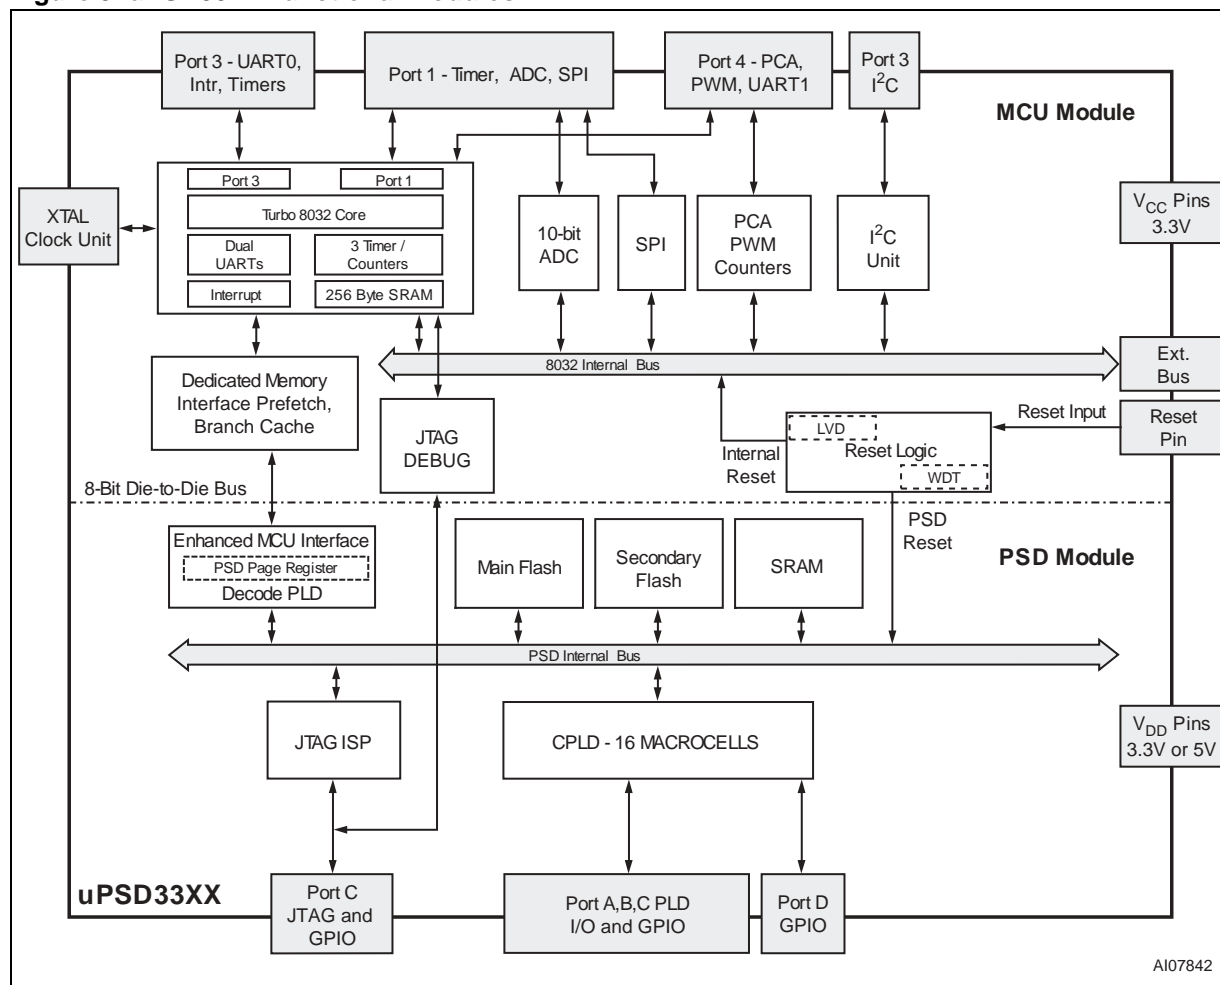 Port 3 - UART0,
Intr, Timers
Port 1 - Timer, ADC, SPI
Port 4 - PCA,
PWM, UART1
Port 3
I2C
MCU Module
XTAL
Clock Unit
Port 3
Port 1
Turbo 8032 Core
Dual
UARTs
3 Timer /
Counters
Interrupt
256 Byte SRAM
10-bit
ADC
SPI
PCA
PWM
Counters
I2C
Unit
VCC Pins
3.3V
8032 Internal Bus
Ext.
Bus
Dedicated Memory
Interface Prefetch,
Branch Cache
JTAG
DEBUG
Internal
Reset
LVD
Reset Logic
WDT
Reset Input
Reset
Pin
8-Bit Die-to-Die Bus
PSD
Reset
PSD Module
Enhanced MCU Interface
PSD Page Register
Decode PLD
Main Flash
Secondary
Flash
SRAM
PSD Internal Bus
JTAG ISP
CPLD - 16 MACROCELLS
VDD Pins
3.3V or 5V
uPSD33XX
Port C
JTAG and
GPIO
Port A,B,C PLD
I/O and GPIO
Port D
GPIO
AI07842